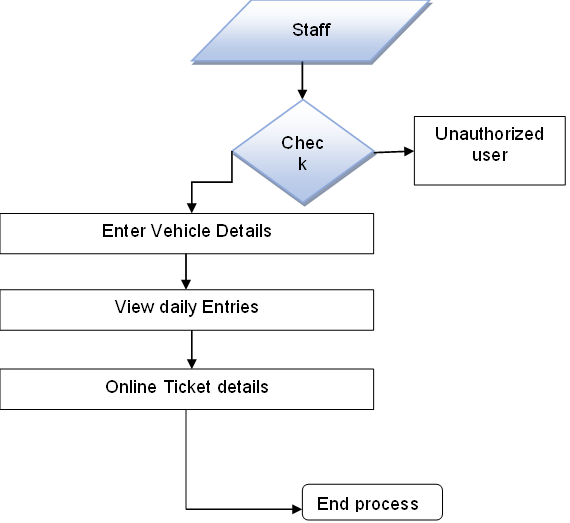 Staff
Chec
k
Unauthorized
user
Enter Vehicle Details
View daily Entries
Online Ticket details
End process